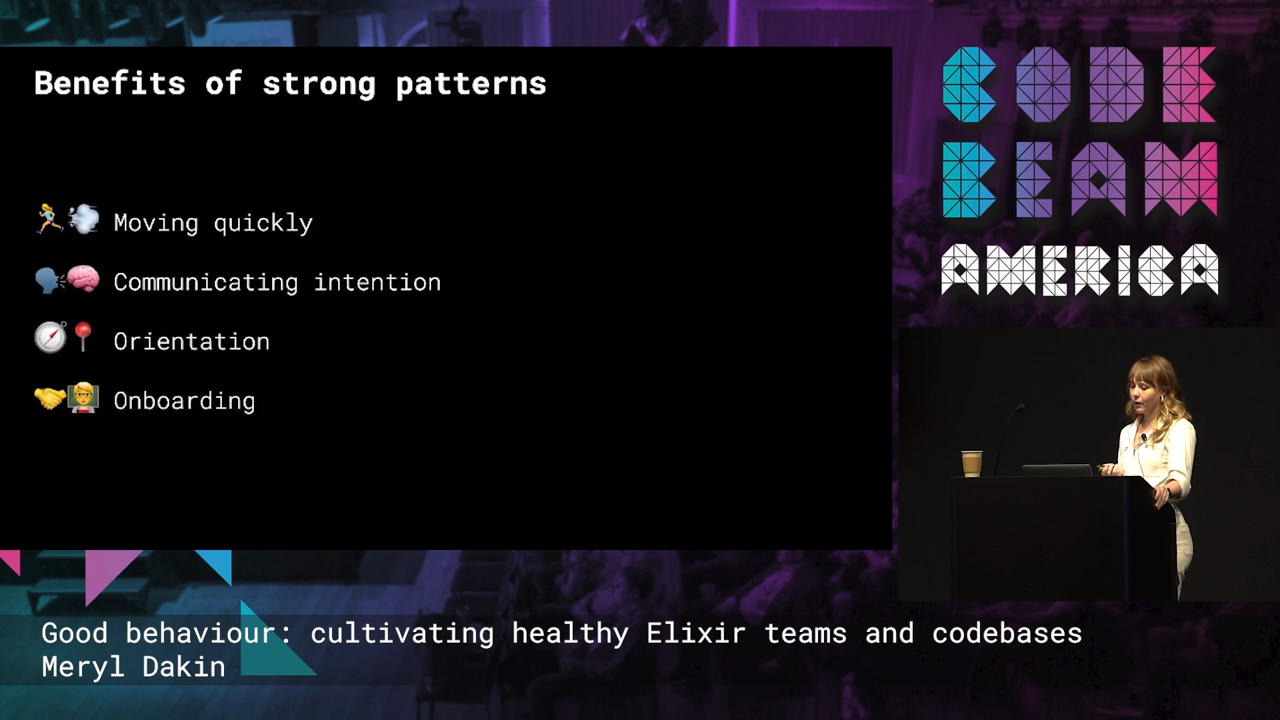 Benefits of strong patterns
Moving quickly
Communicating intention
Orientation
Onboarding
CODE
BEAM
AMERICA
Good behaviour: cultivating healthy Elixir teams and codebases
Meryl Dakin